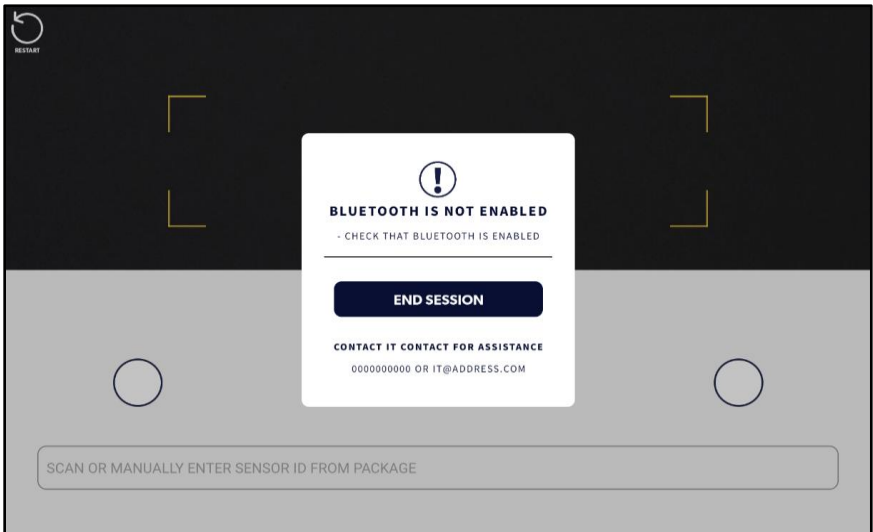 RESTART
BLUETOOTH IS NOT ENABLED
- CHECK THAT BLUETOOTH IS ENABLED
END SESSION
CONTACT IT CONTACT FOR ASSISTANCE
0000000000 OR IT@ADDRESS.COM
SCAN OR MANUALLY ENTER SENSOR ID FROM PACKAGE